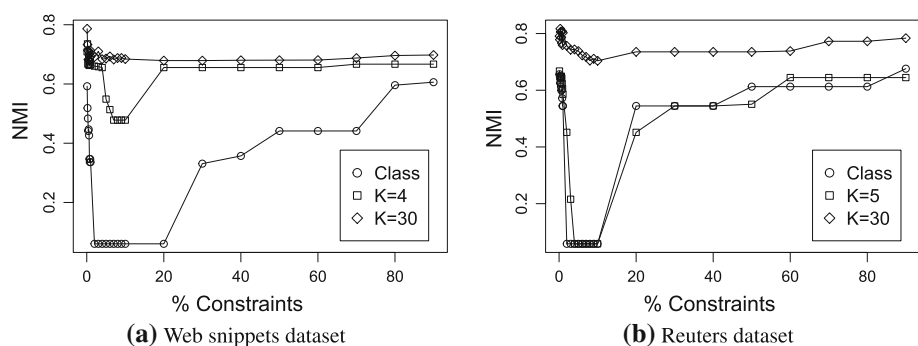 0.8
0.6
0.4
0.2
NMI
0 20 40 60 80
% Constraints
Class
K=4
K=30
(a) Web snippets dataset
0.8
0.6
0.4
0.2
NMI
0 20 40 60 80
% Constraints
Class
K=5
K=30
(b) Reuters dataset